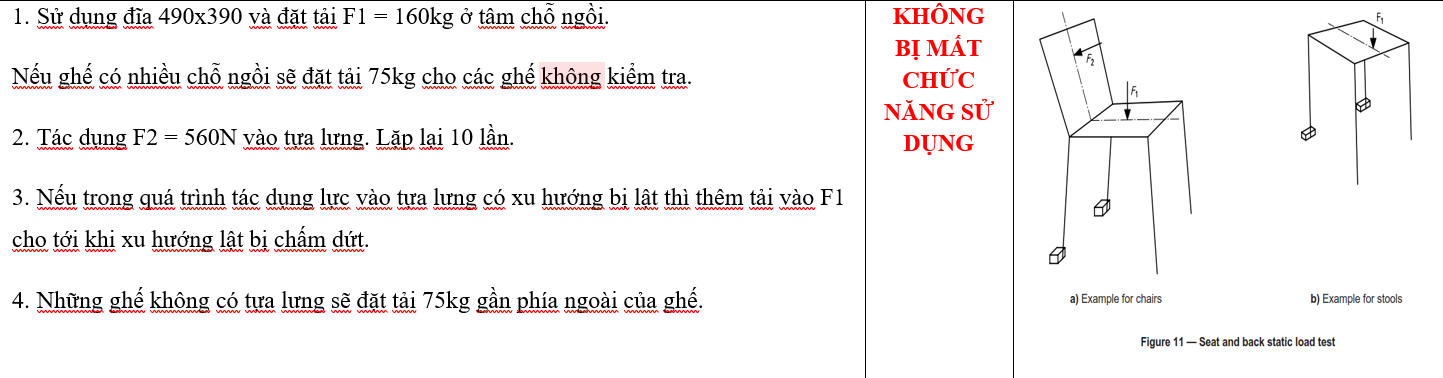 1. Sử dụng đĩa 490x390 và đặt tải F1 = 160kg ở tâm chỗ ngồi.
Nếu ghế có nhiều chỗ ngồi sẽ đặt tải 75kg cho các ghế không kiểm tra.
2. Tác dụng F2 = 560N vào tựa lưng. Lặp lại 10 lần.
3. Nếu trong quá trình tác dụng lực vào tựa lưng có xu hướng bị lật thì thêm tải vào F1
cho tới khi xu hướng lật bị chấm dứt.
4. Những ghế không có tựa lưng sẽ đặt tải 75kg gần phía ngoài của ghế.
KHÔNG
BỊ MẤT
CHỨC
NĂNG SỬ
DỤNG
F2
F1
F1
a) Example for chairs
b) Example for stools
Figure 11 — Seat and back static load test